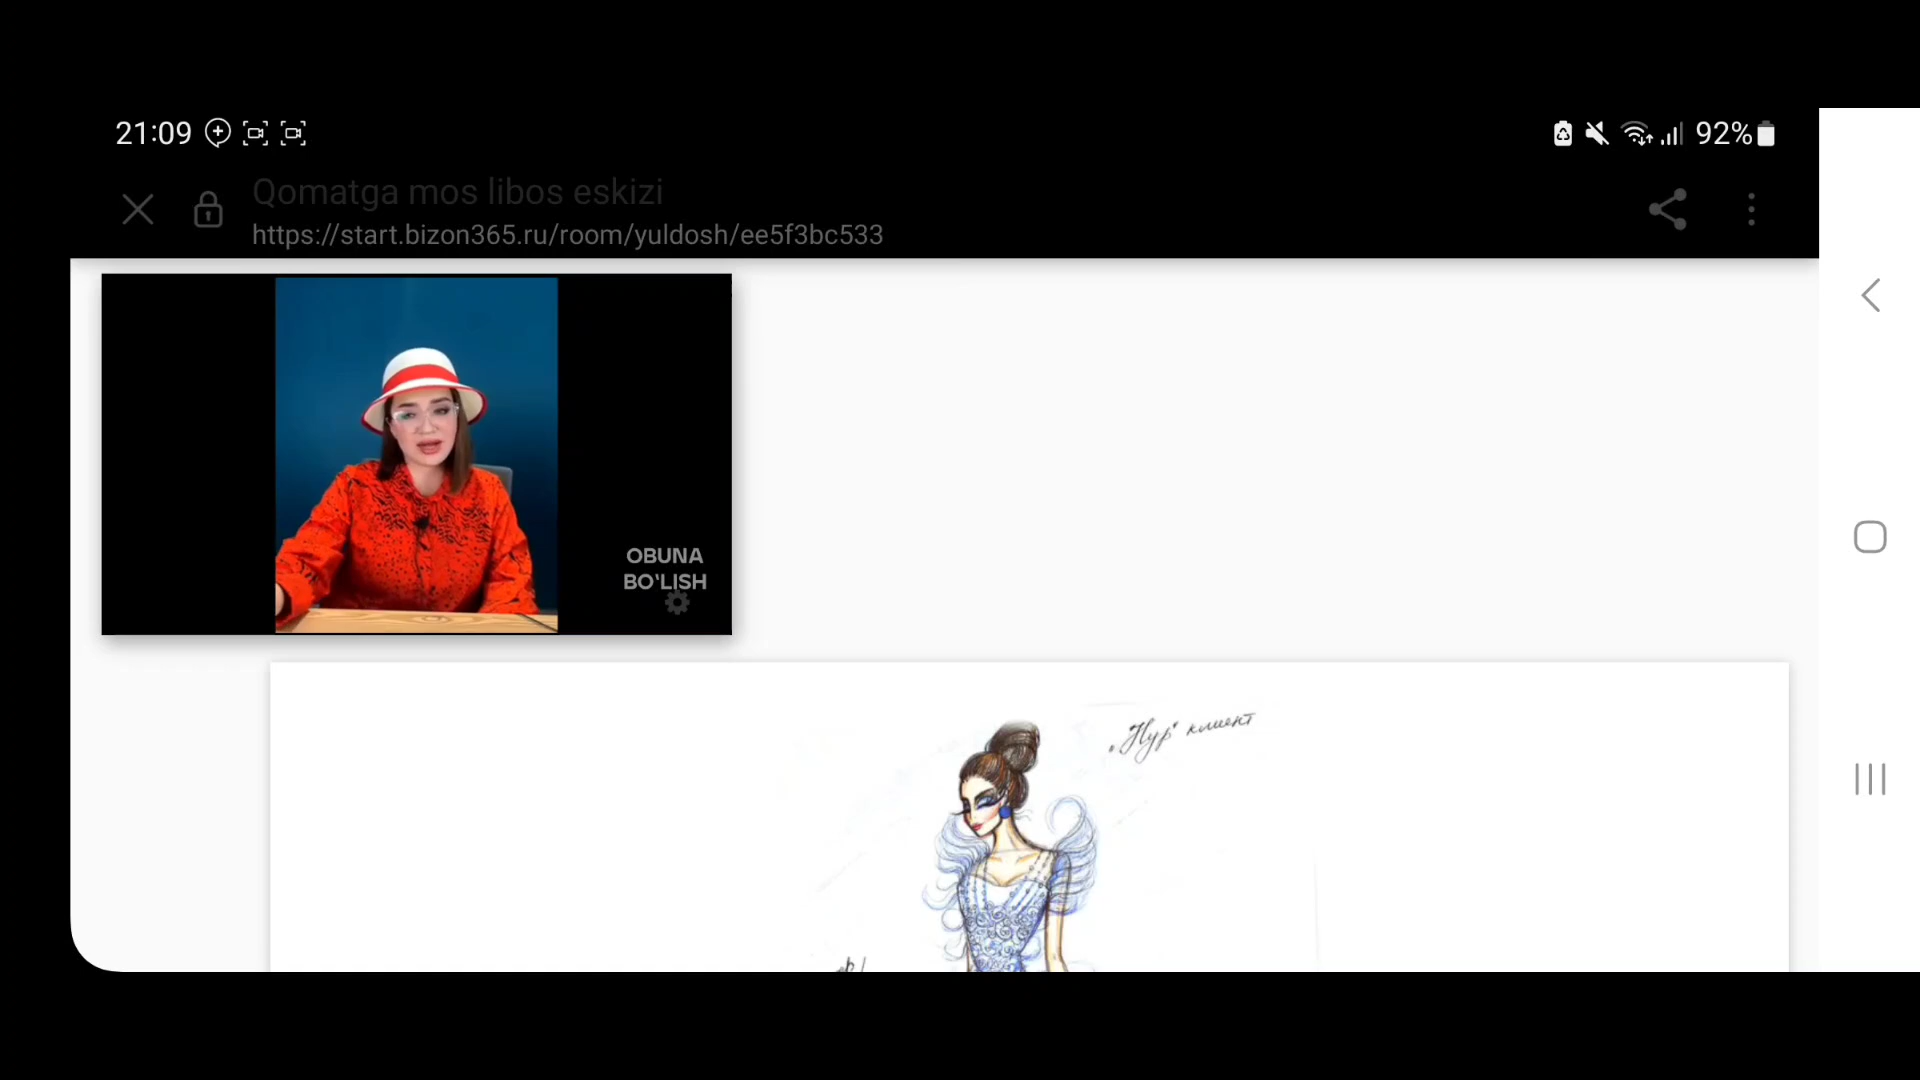 21:09
92%
Qomatga mos libos eskizi
https://start.bizon365.ru/room/yuldosh/ee5f3bc533
OBUNA
BO'LISH
"Нур" клиент